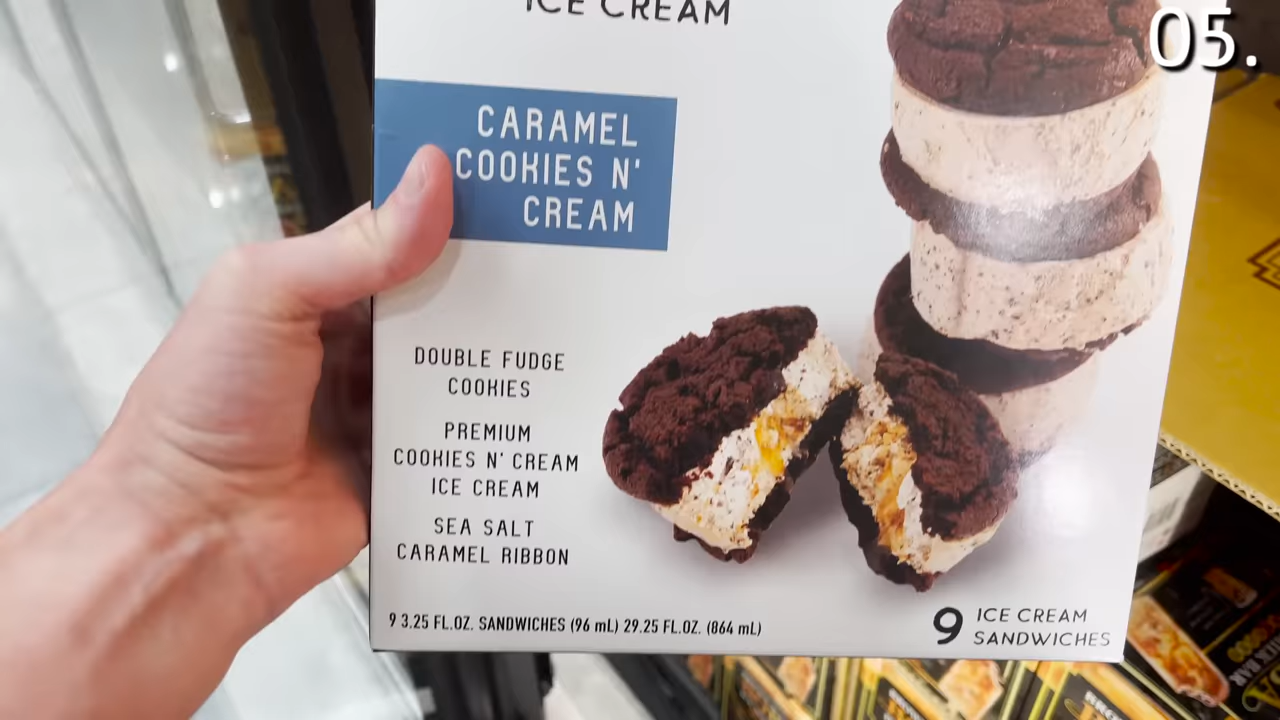 ICE CREAM
05.
CARAMEL
COOKIES N'
CREAM
DOUBLE FUDGE
COOKIES
PREMIUM
COOKIES N' CREAM
ICE CREAM
SEA SALT
CARAMEL RIBBON
9 3.25 FL.OZ. SANDWICHES (96 mL) 29.25 FL.OZ. (864 mL)
9 ICE CREAM
SANDWICHES